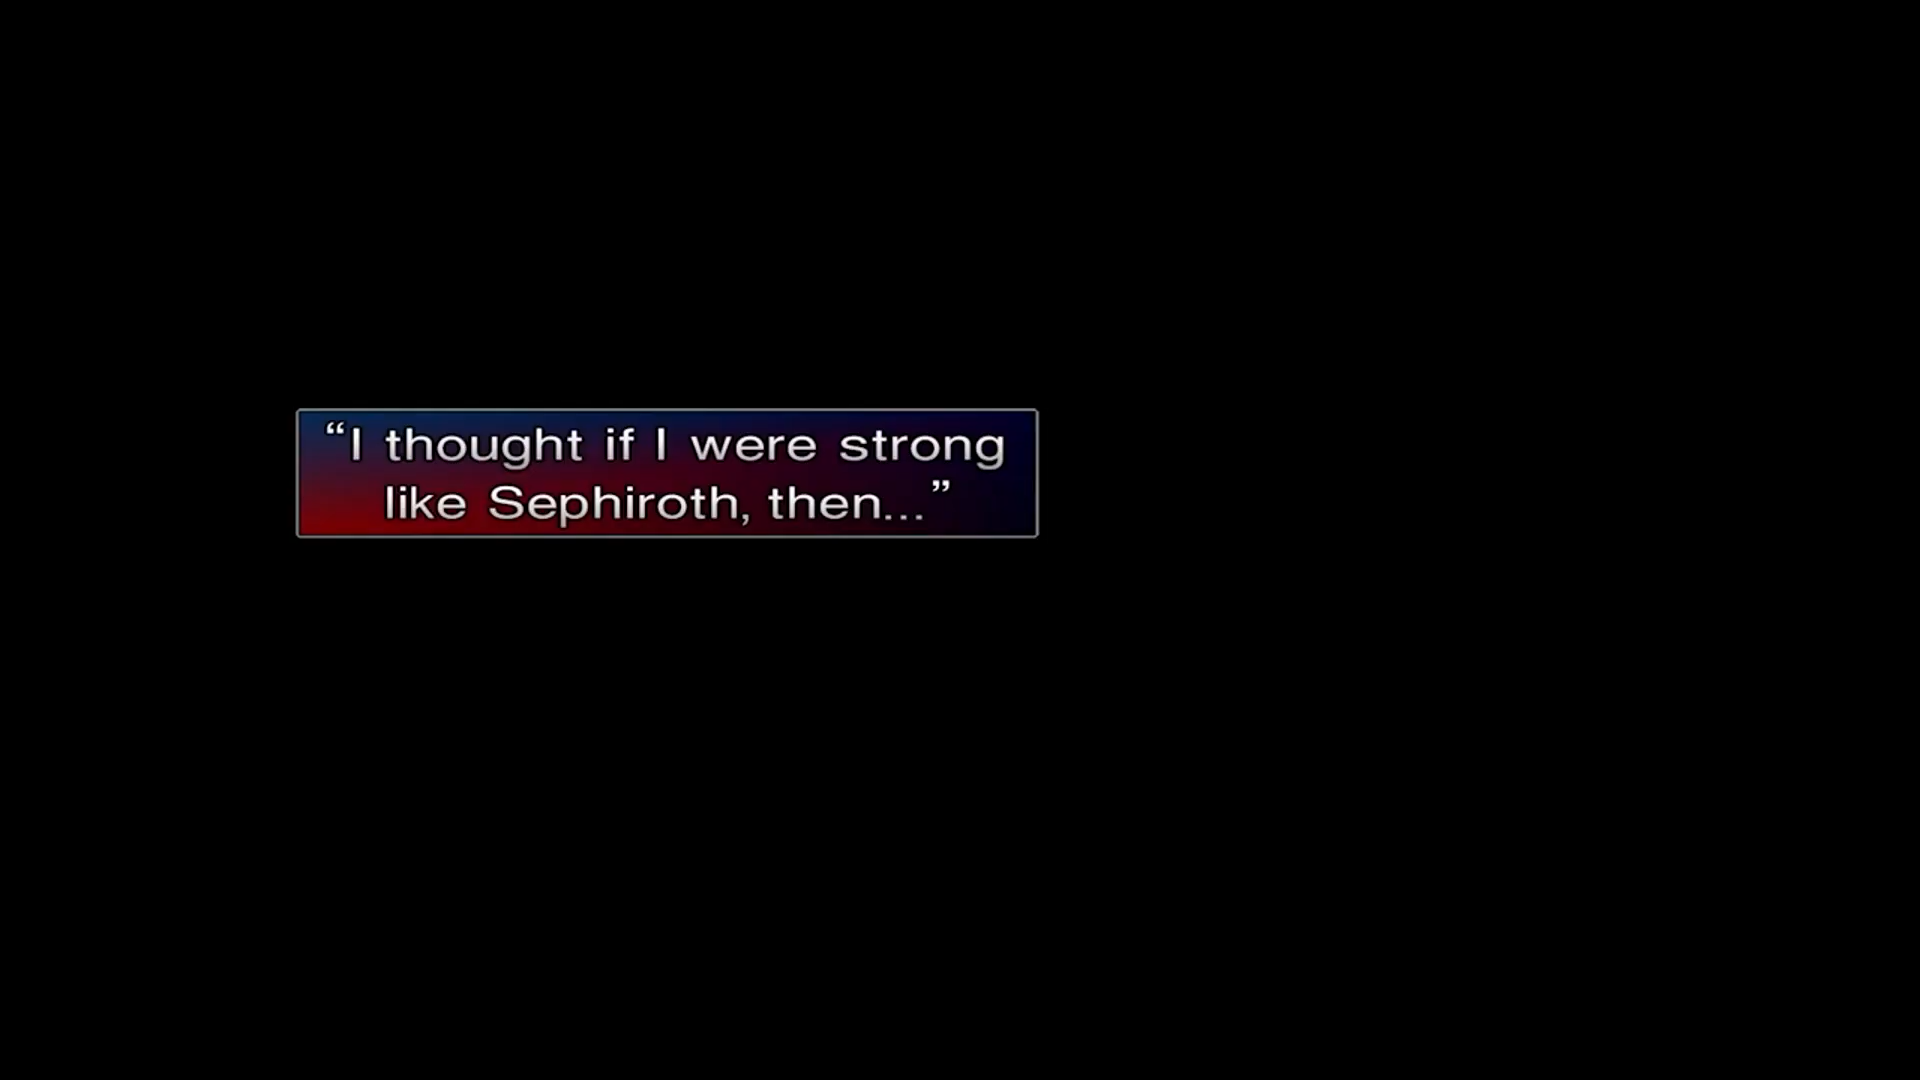 “I thought if I were strong
like Sephiroth, then...”